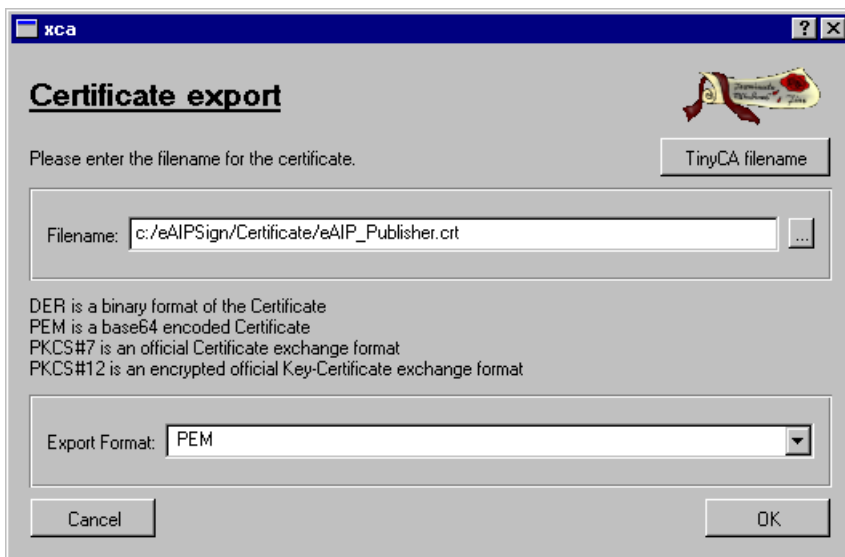 xca
Certificate export
Please enter the filename for the certificate.
TinyCA filename
Filename: c:/eAIPSign/Certificate/eAIP_Publisher.crt ...
DER is a binary format of the Certificate
PEM is a base64 encoded Certificate
PKCS#7 is an official Certificate exchange format
PKCS#12 is an encrypted official Key-Certificate exchange format
Export Format: PEM
Cancel OK